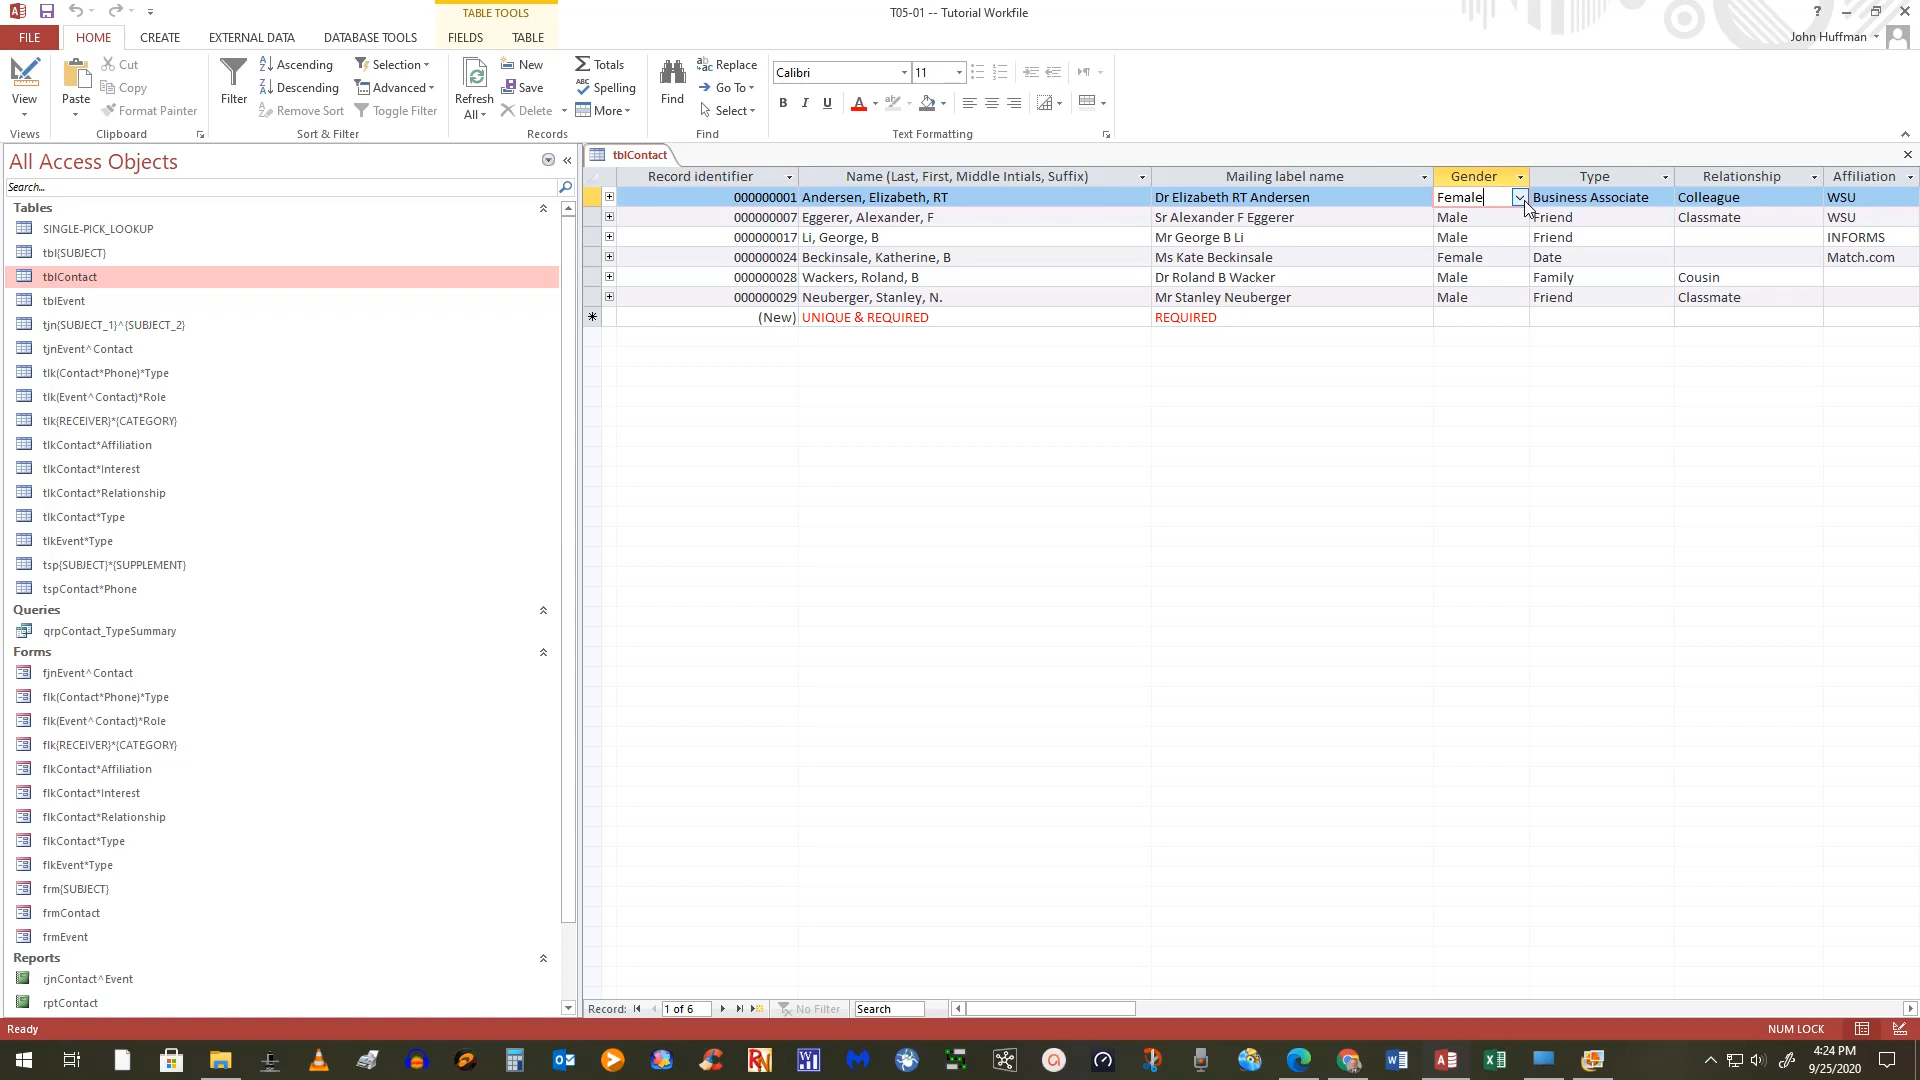 TABLE TOOLS
T05-01 -- Tutorial Workfile
?
FILE HOME CREATE EXTERNAL DATA DATABASE TOOLS FIELDS TABLE
John Huffman
View
Views
Paste
Cut
Copy
Format Painter
Clipboard
Filter
Ascending
Descending
Remove Sort
Selection
Advanced
Toggle Filter
Sort & Filter
Refresh All
New
Save
Delete
Totals
Spelling
More
Records
Find
Replace
Go To
Select
Find
Calibri 11
B I U A
Text Formatting
All Access Objects
Search...
Tables
SINGLE-PICK_LOOKUP
tbl{SUBJECT}
tblContact
tblEvent
tjn{SUBJECT_1}^{SUBJECT_2}
tjnEvent^Contact
tlk(Contact*Phone)*Type
tlk(Event^Contact)*Role
tlk{RECEIVER}*{CATEGORY}
tlkContact*Affiliation
tlkContact*Interest
tlkContact*Relationship
tlkContact*Type
tlkEvent*Type
tsp{SUBJECT}*{SUPPLEMENT}
tspContact*Phone
Queries
qrpContact_TypeSummary
Forms
fjnEvent^Contact
flk(Contact*Phone)*Type
flk(Event^Contact)*Role
flk{RECEIVER}*{CATEGORY}
flkContact*Affiliation
flkContact*Interest
flkContact*Relationship
flkContact*Type
flkEvent*Type
frm{SUBJECT}
frmContact
frmEvent
Reports
rjnContact^Event
rptContact
tblContact
Record identifier Name (Last, First, Middle Intials, Suffix) Mailing label name Gender Type Relationship Affiliation
000000001 Andersen, Elizabeth, RT Dr Elizabeth RT Andersen Female Business Associate Colleague WSU
000000007 Eggerer, Alexander, F Sr Alexander F Eggerer Male Friend Classmate WSU
000000017 Li, George, B Mr George B Li Male Friend INFORMS
000000024 Beckinsale, Katherine, B Ms Kate Beckinsale Female Date Match.com
000000028 Wackers, Roland, B Dr Roland B Wacker Male Family Cousin
000000029 Neuberger, Stanley, N. Mr Stanley Neuberger Male Friend Classmate
(New) UNIQUE & REQUIRED REQUIRED
Record: 1 of 6 No Filter Search
Ready NUM LOCK
4:24 PM
9/25/2020